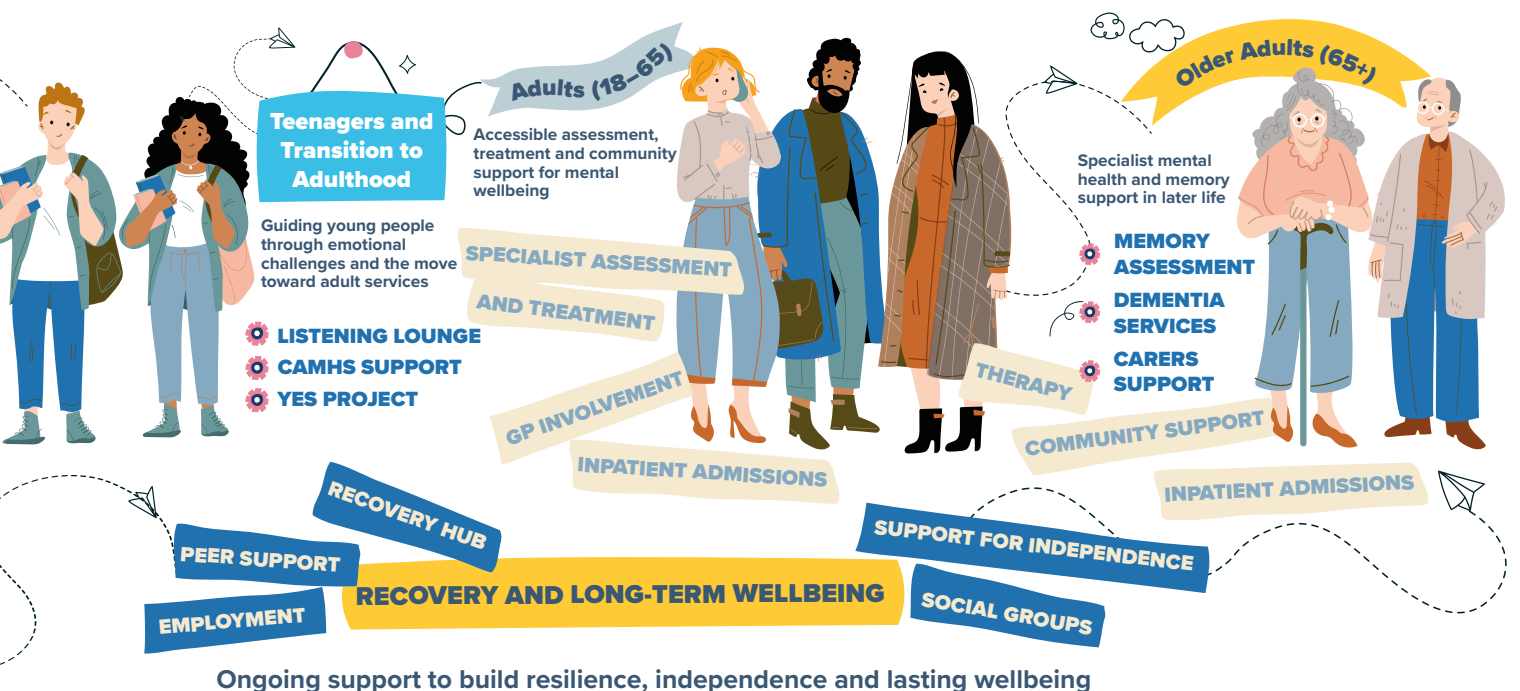 Teenagers and
Transition to
Adulthood
Guiding young people
through emotional
challenges and the move
toward adult services
LISTENING LOUNGE
CAMHS SUPPORT
YES PROJECT
Adults (18–65)
Accessible assessment,
treatment and community
support for mental
wellbeing
SPECIALIST ASSESSMENT
AND TREATMENT
GP INVOLVEMENT
INPATIENT ADMISSIONS
Older Adults (65+)
Specialist mental
health and memory
support in later life
MEMORY
ASSESSMENT
DEMENTIA
SERVICES
CARERS
SUPPORT
THERAPY
COMMUNITY SUPPORT
INPATIENT ADMISSIONS
RECOVERY HUB
PEER SUPPORT
EMPLOYMENT
RECOVERY AND LONG-TERM WELLBEING
SUPPORT FOR INDEPENDENCE
SOCIAL GROUPS
Ongoing support to build resilience, independence and lasting wellbeing